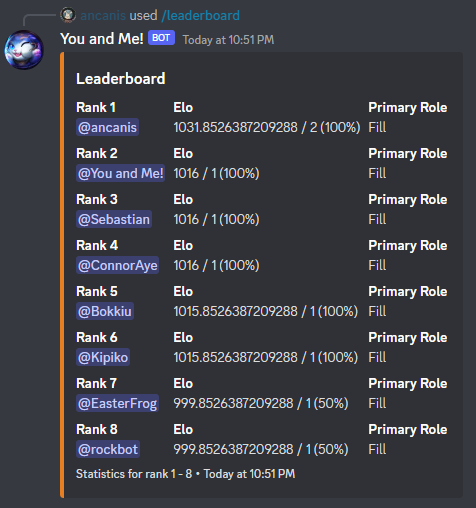 ancanis used /leaderboard
You and Me! BOT Today at 10:51 PM
Leaderboard
Rank 1 Elo Primary Role
@ancanis 1031.8526387209288 / 2 (100%) Fill
Rank 2 Elo Primary Role
@You and Me! 1016 / 1 (100%) Fill
Rank 3 Elo Primary Role
@Sebastian 1016 / 1 (100%) Fill
Rank 4 Elo Primary Role
@ConnorAye 1016 / 1 (100%) Fill
Rank 5 Elo Primary Role
@Bokkiu 1015.8526387209288 / 1 (100%) Fill
Rank 6 Elo Primary Role
@Kipiko 1015.8526387209288 / 1 (100%) Fill
Rank 7 Elo Primary Role
@EasterFrog 999.8526387209288 / 1 (50%) Fill
Rank 8 Elo Primary Role
@rockbot 999.8526387209288 / 1 (50%) Fill
Statistics for rank 1 - 8 • Today at 10:51 PM